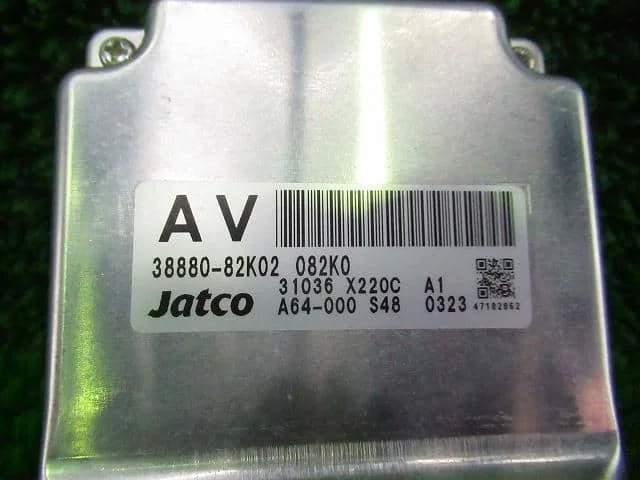 AV
38880-82K02 082K0
31036 X220C A1
Jatco A64-000 S48 0323 47182862